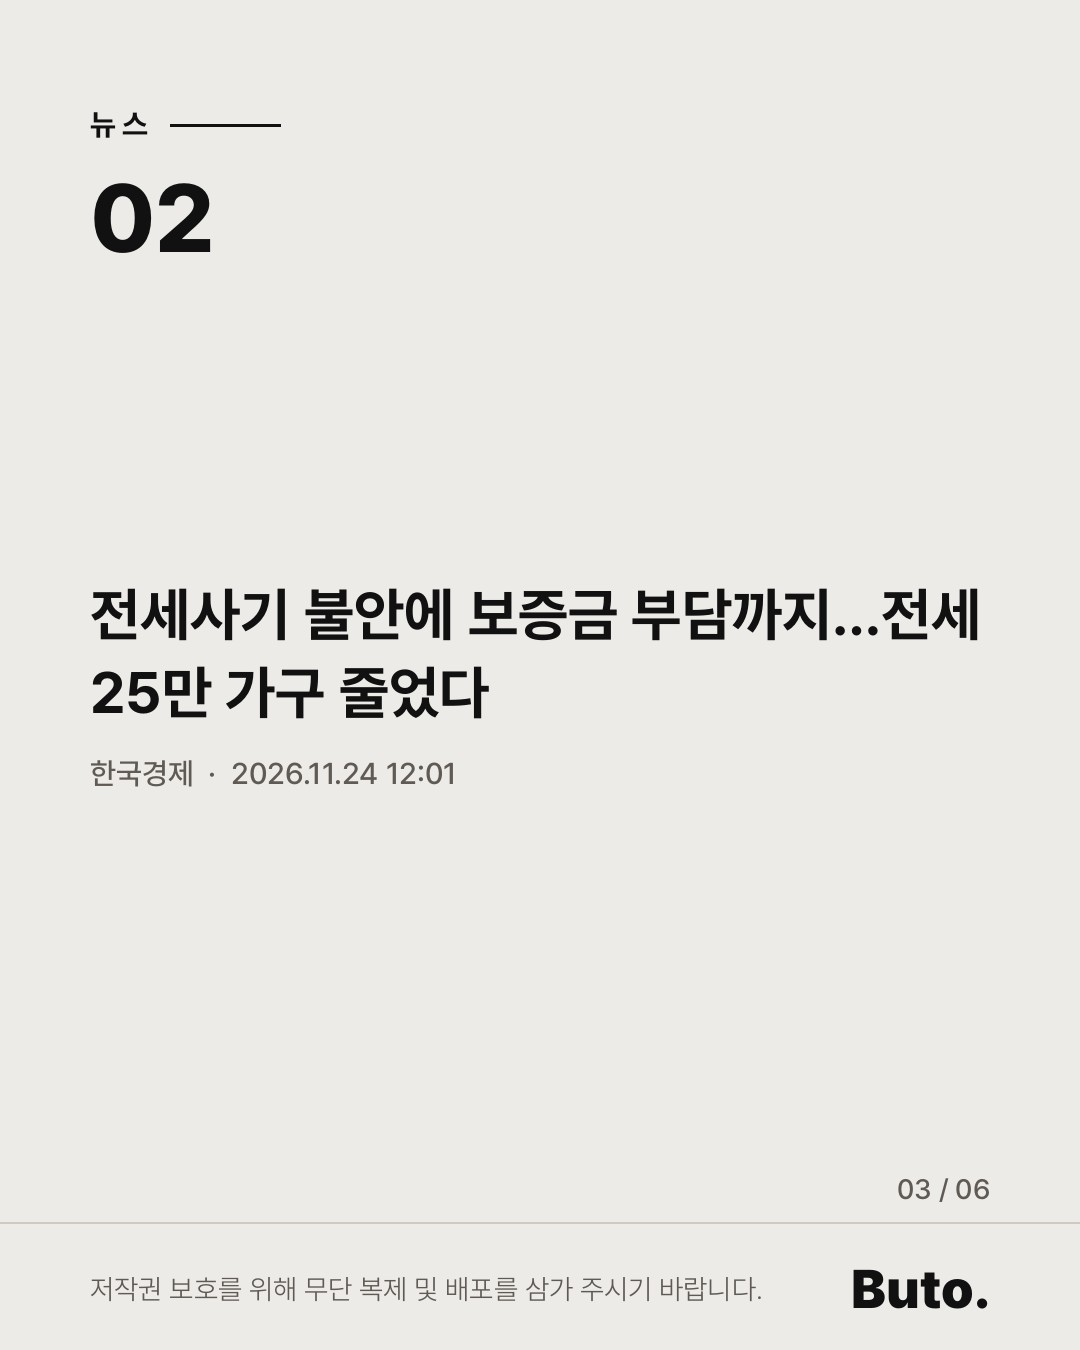 뉴스
02
전세사기 불안에 보증금 부담까지...전세
25만 가구 줄었다
한국경제 · 2026.11.24 12:01
03 / 06
저작권 보호를 위해 무단 복제 및 배포를 삼가 주시기 바랍니다.
Buto.